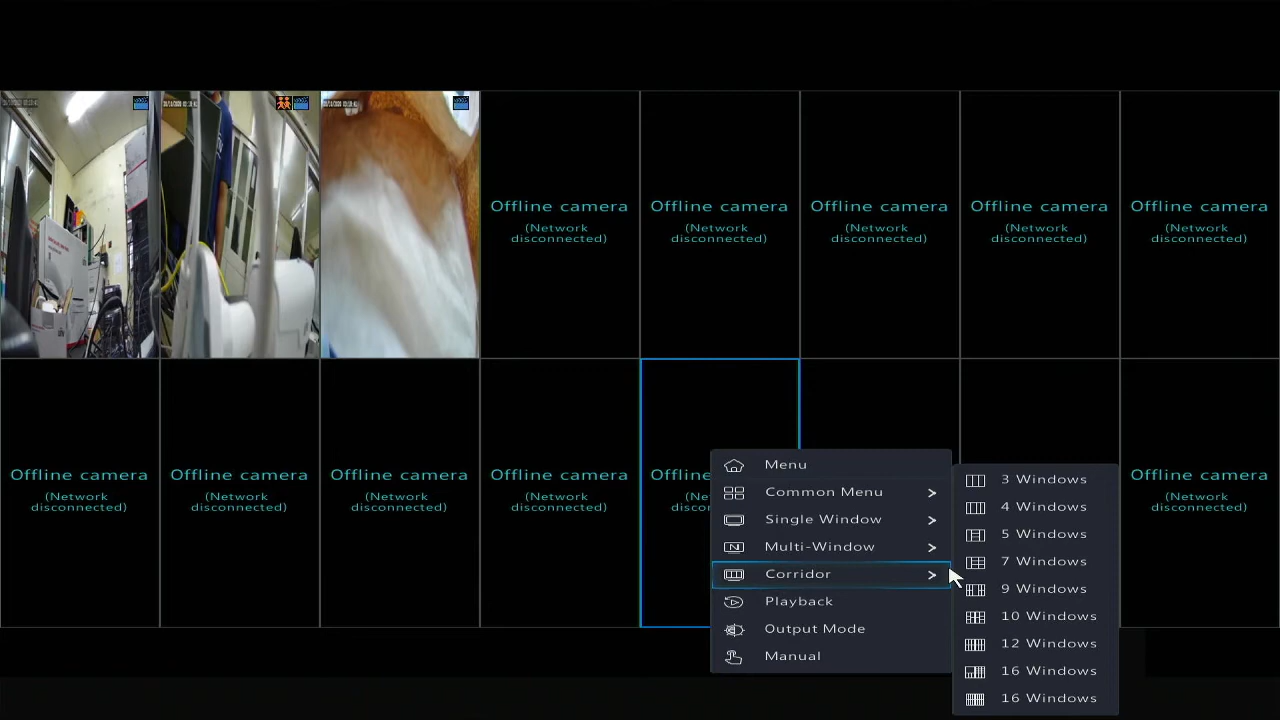 Offline camera
(Network
disconnected)
Offline camera
(Network
disconnected)
Offline camera
(Network
disconnected)
Offline camera
(Network
disconnected)
Offline camera
(Network
disconnected)
Offline camera
(Network
disconnected)
Offline camera
(Network
disconnected)
Offline camera
(Network
disconnected)
Offline camera
(Network
disconnected)
Offline camera
(Network
disconnected)
Menu
Common Menu
Single Window
Multi-Window
Corridor
Playback
Output Mode
Manual
3 Windows
4 Windows
5 Windows
7 Windows
9 Windows
10 Windows
12 Windows
16 Windows
16 Windows